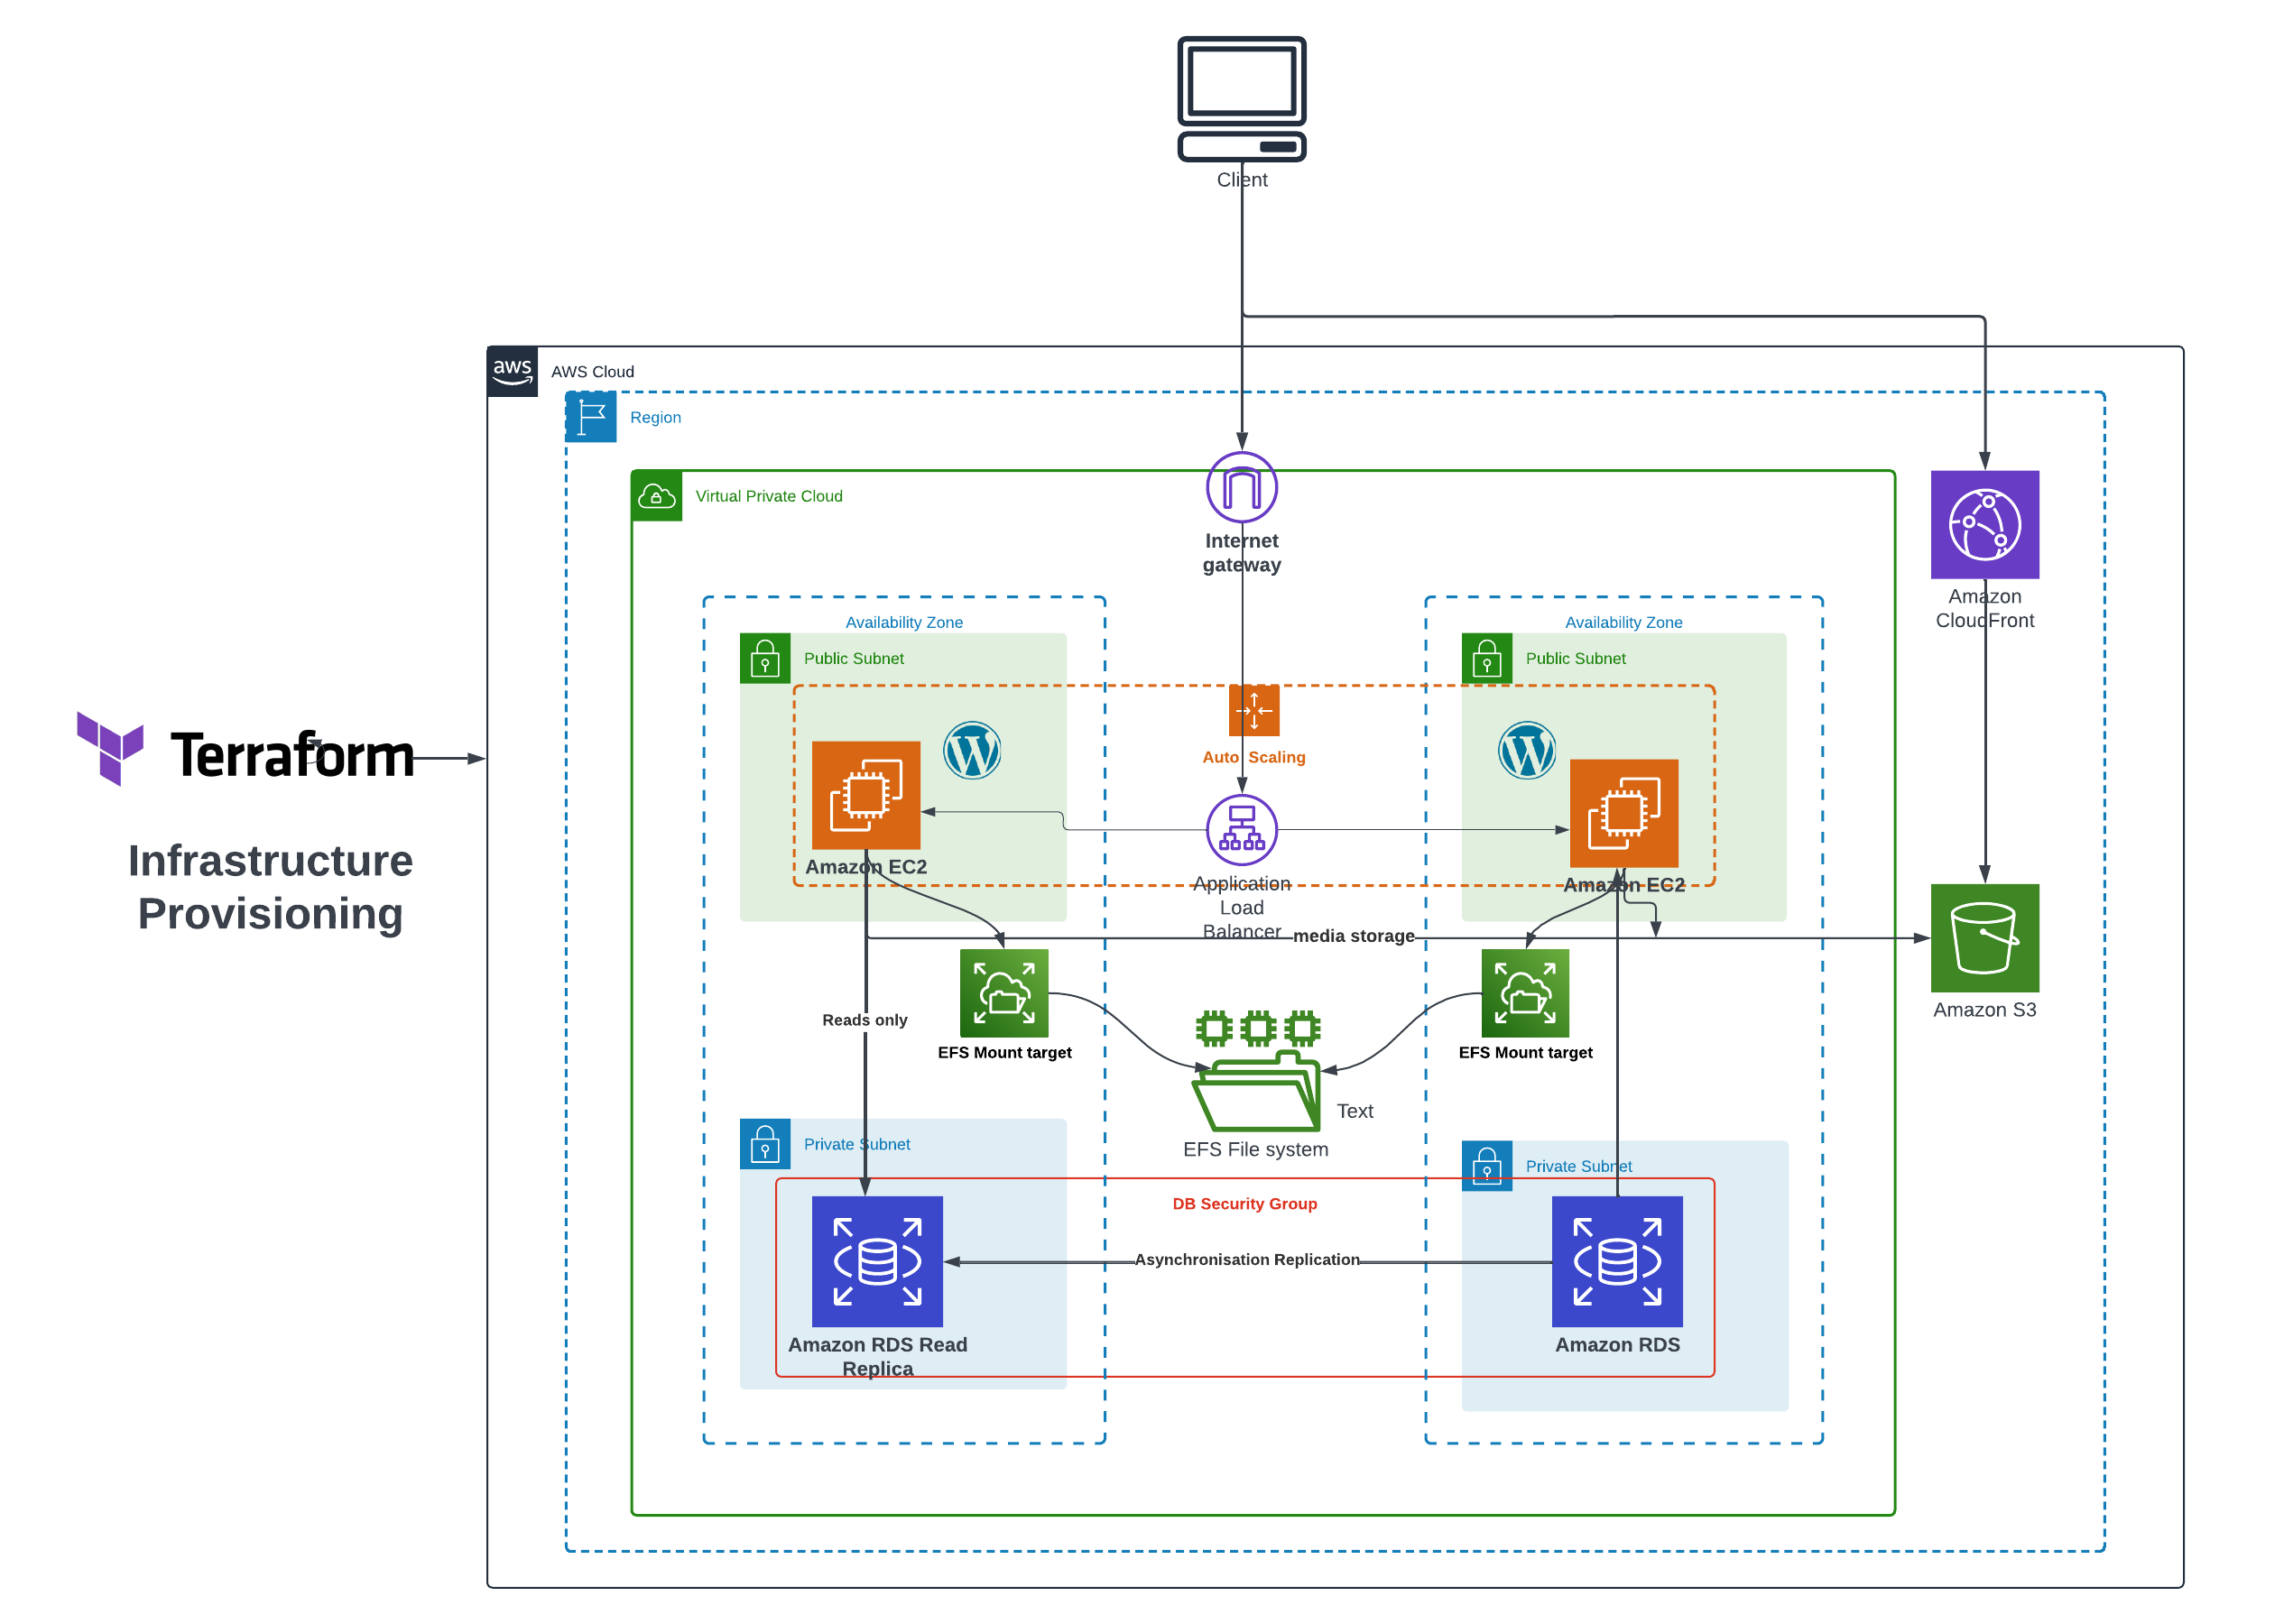 Client
aws
AWS Cloud
Region
Virtual Private Cloud
Internet
gateway
Amazon
CloudFront
Availability Zone
Availability Zone
Public Subnet
Public Subnet
Terraform
Infrastructure
Provisioning
Auto Scaling
W
W
Amazon EC2
Amazon EC2
Application
Load
Balancer
media storage
Amazon S3
Reads only
EFS Mount target
EFS Mount target
Text
EFS File system
Private Subnet
Private Subnet
DB Security Group
Asynchronisation Replication
Amazon RDS Read
Replica
Amazon RDS